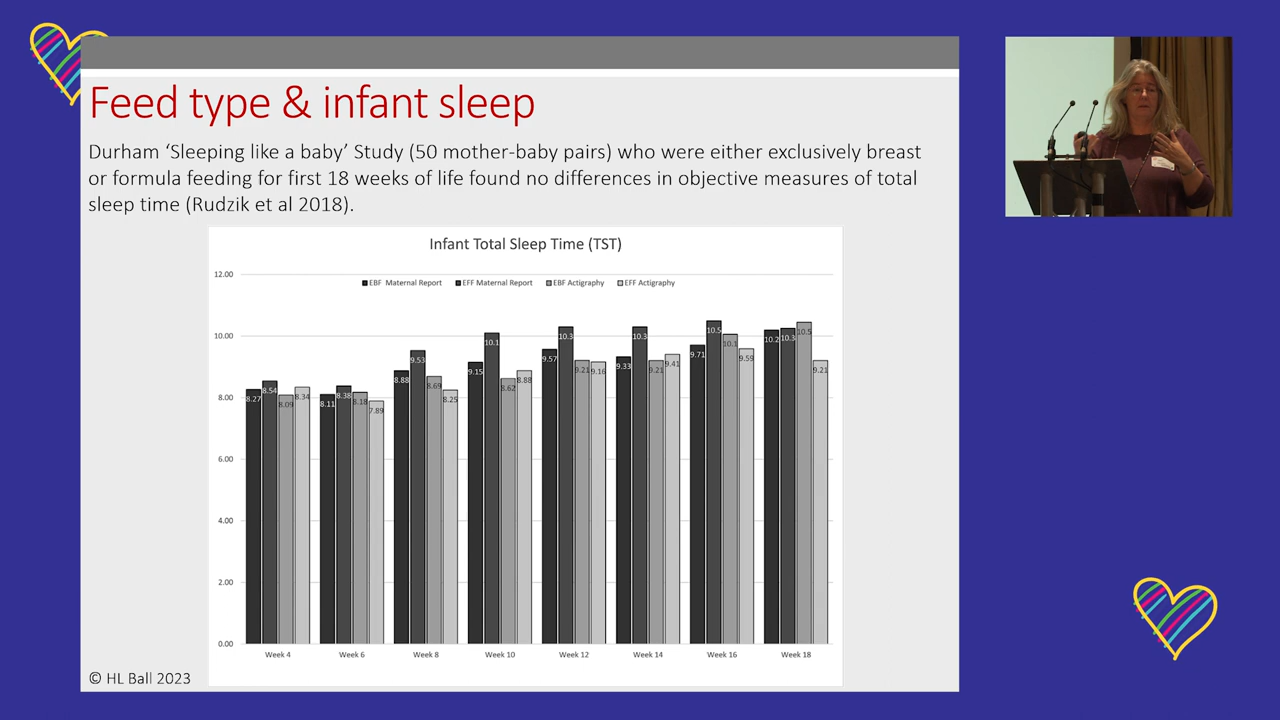 Feed type & infant sleep
Durham ‘Sleeping like a baby’ Study (50 mother-baby pairs) who were either exclusively breast
or formula feeding for first 18 weeks of life found no differences in objective measures of total
sleep time (Rudzik et al 2018).
Infant Total Sleep Time (TST)
12.00
EBF Maternal Report EFF Maternal Report EBF Actigraphy EFF Actigraphy
10.00
8.00
6.00
4.00
2.00
0.00
8.27 8.54 8.09 8.34
8.11 8.38 8.18 7.89
8.88 9.53 8.69 8.25
9.15 10.1 8.62 8.88
9.57 10.3 9.21 9.16
9.33 10.3 9.21 9.41
9.71 10.5 10.1 9.59
10.2 10.3 10.5 9.21
Week 4 Week 6 Week 8 Week 10 Week 12 Week 14 Week 16 Week 18
© HL Ball 2023